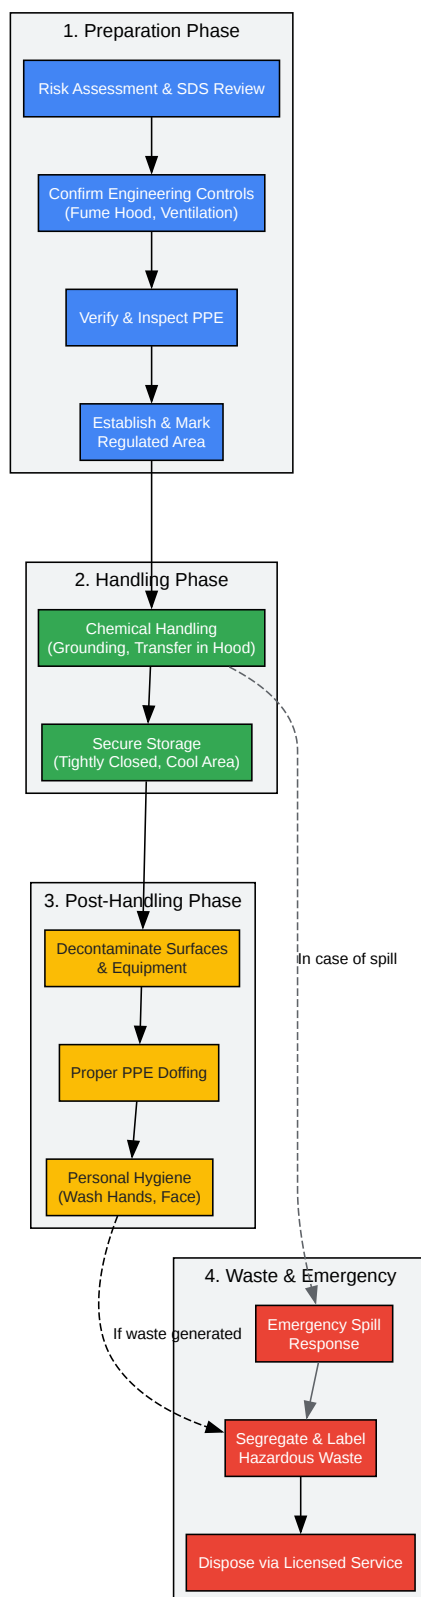 1. Preparation Phase
Risk Assessment & SDS Review
Confirm Engineering Controls
(Fume Hood, Ventilation)
Verify & Inspect PPE
Establish & Mark
Regulated Area
2. Handling Phase
Chemical Handling
(Grounding, Transfer in Hood)
Secure Storage
(Tightly Closed, Cool Area)
3. Post-Handling Phase
Decontaminate Surfaces
& Equipment
In case of spill
Proper PPE Doffing
Personal Hygiene
(Wash Hands, Face)
4. Waste & Emergency
Emergency Spill
Response
If waste generated
Segregate & Label
Hazardous Waste
Dispose via Licensed Service